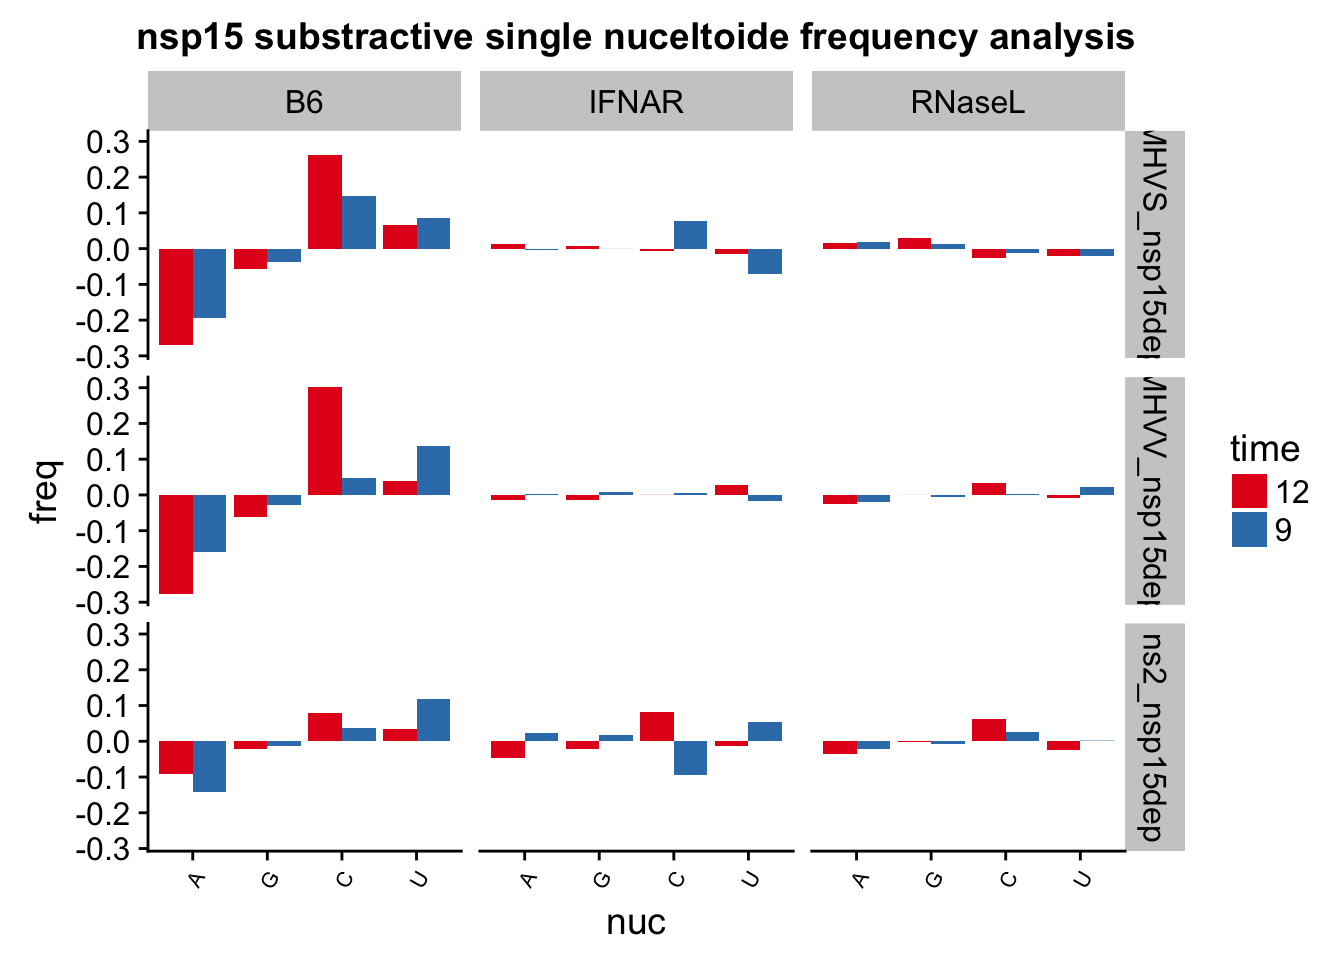 nsp15 substractive single nuceltoide frequency analysis
B6 IFNAR RNaseL
0.3
0.2
0.1
0.0
-0.1
-0.2
-0.3
MHVS_nsp15dep
0.3
0.2
0.1
0.0
-0.1
-0.2
-0.3
MHVV_nsp15dep
0.3
0.2
0.1
0.0
-0.1
-0.2
-0.3
ns2_nsp15dep
freq
A G C U A G C U A G C U
nuc
time
12
9